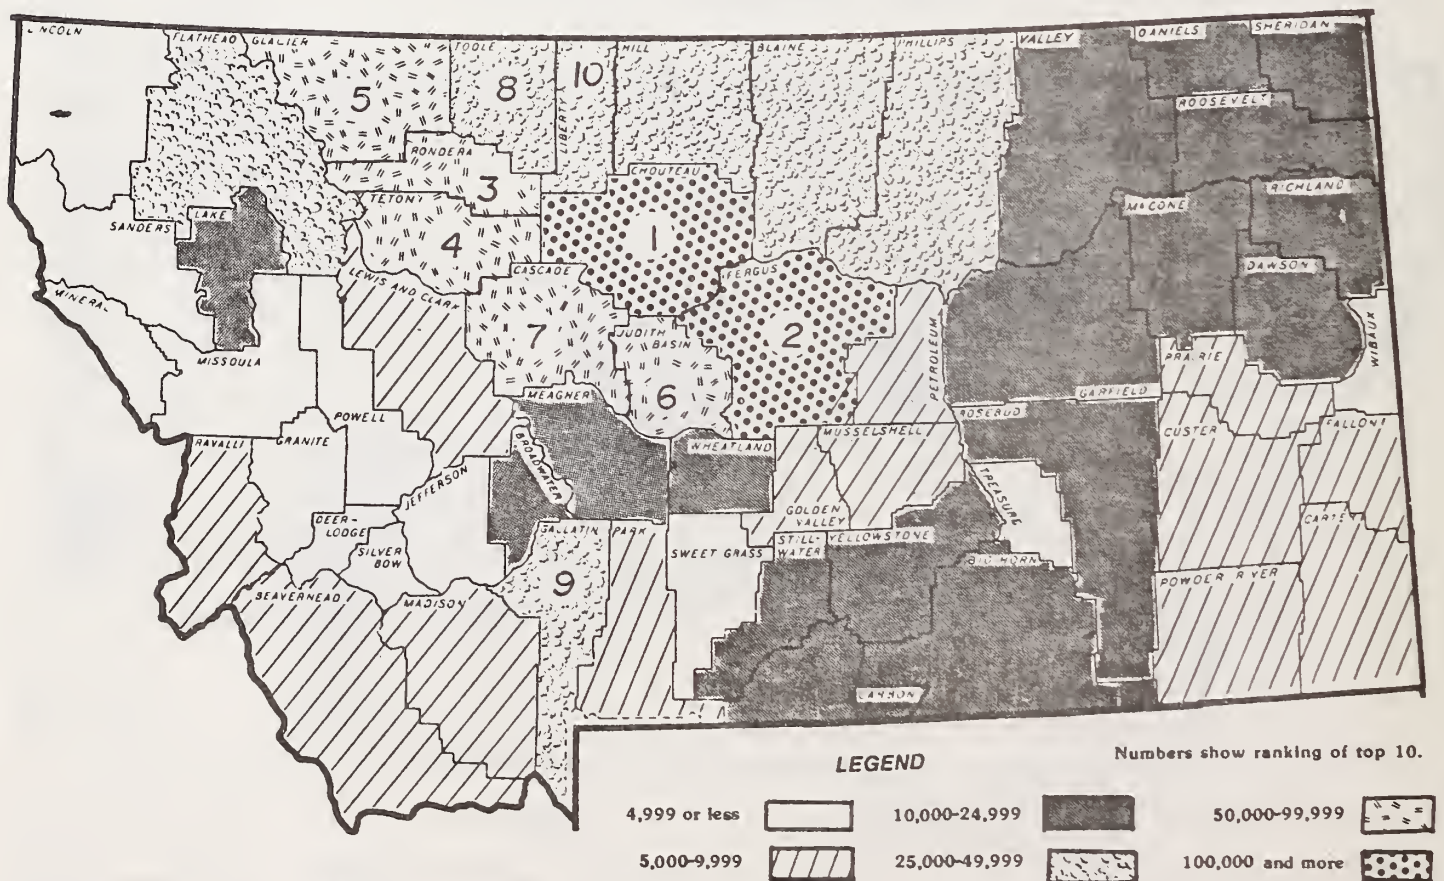 LINCOLN
FLATHEAD
GLACIER
TOOLE
LIBERTY
HILL
BLAINE
PHILLIPS
VALLEY
DANIELS
SHERIDAN
5
8
10
ROOSEVELT
RONDERA
3
CHOUTEAU
TETONY
4
1
RICHLAND
McCONE
SANDERS
LAKE
CASCADE
FERGUS
DAWSON
LEWIS AND CLARK
MINERAL
7
JUDITH
BASIN
2
PETROLEUM
WIBAUX
MISSOULA
PRAIRIE
6
MEAGHER
GARFIELD
ROSEBUD
POWELL
RAVALLI
GRANITE
BROADWATER
WHEATLAND
MUSSELSHELL
CUSTER
FALLON
JEFFERSON
TREASURE
DEER-
LODGE
GOLDEN
VALLEY
CARTER
SILVER
BOW
GALLATIN
PARK
SWEET GRASS
STILL-
WATER
YELLOWSTONE
BIG HORN
POWDER RIVER
BEAVERHEAD
MADISON
9
CARBON
LEGEND
Numbers show ranking of top 10.
4,999 or less
10,000-24,999
50,000-99,999
5,000-9,999
25,000-49,999
100,000 and more